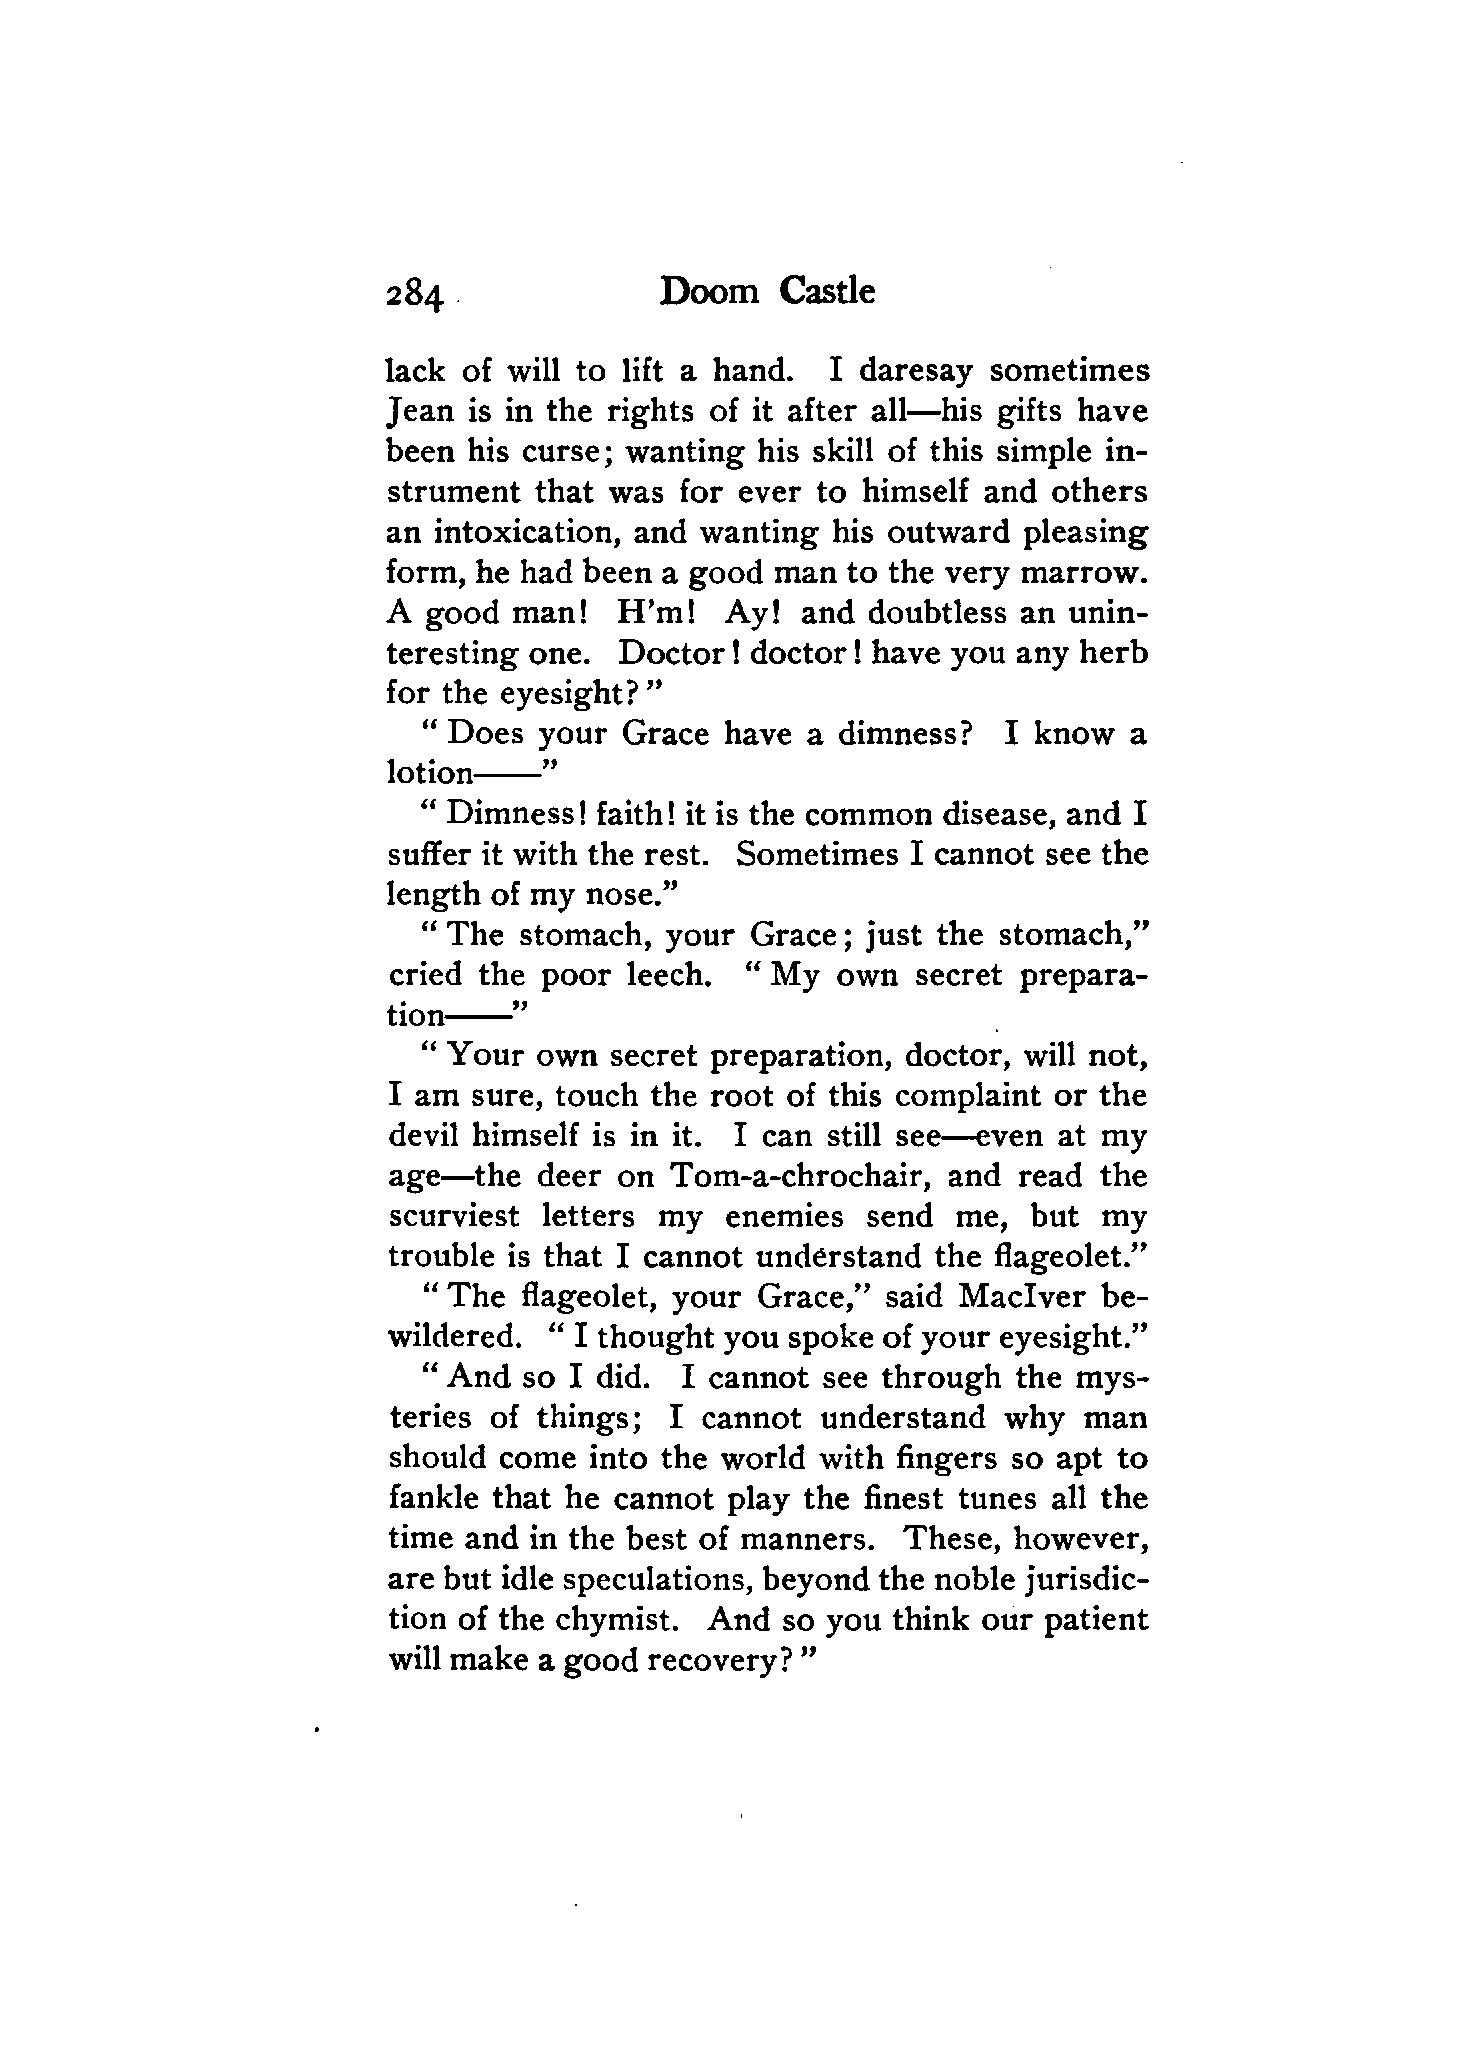 284 Doom Castle
lack of will to lift a hand. I daresay sometimes
Jean is in the rights of it after all—his gifts have
been his curse; wanting his skill of this simple in-
strument that was for ever to himself and others
an intoxication, and wanting his outward pleasing
form, he had been a good man to the very marrow.
A good man! H'm! Ay! and doubtless an unin-
teresting one. Doctor! doctor! have you any herb
for the eyesight?"
"Does your Grace have a dimness? I know a
lotion——"
"Dimness! faith! it is the common disease, and I
suffer it with the rest. Sometimes I cannot see the
length of my nose."
"The stomach, your Grace; just the stomach,"
cried the poor leech. "My own secret prepara-
tion——"
"Your own secret preparation, doctor, will not,
I am sure, touch the root of this complaint or the
devil himself is in it. I can still see—even at my
age—the deer on Tom-a-chrochair, and read the
scurviest letters my enemies send me, but my
trouble is that I cannot understand the flageolet."
"The flageolet, your Grace," said MacIver be-
wildered. "I thought you spoke of your eyesight."
"And so I did. I cannot see through the mys-
teries of things; I cannot understand why man
should come into the world with fingers so apt to
fankle that he cannot play the finest tunes all the
time and in the best of manners. These, however,
are but idle speculations, beyond the noble jurisdic-
tion of the chymist. And so you think our patient
will make a good recovery?"